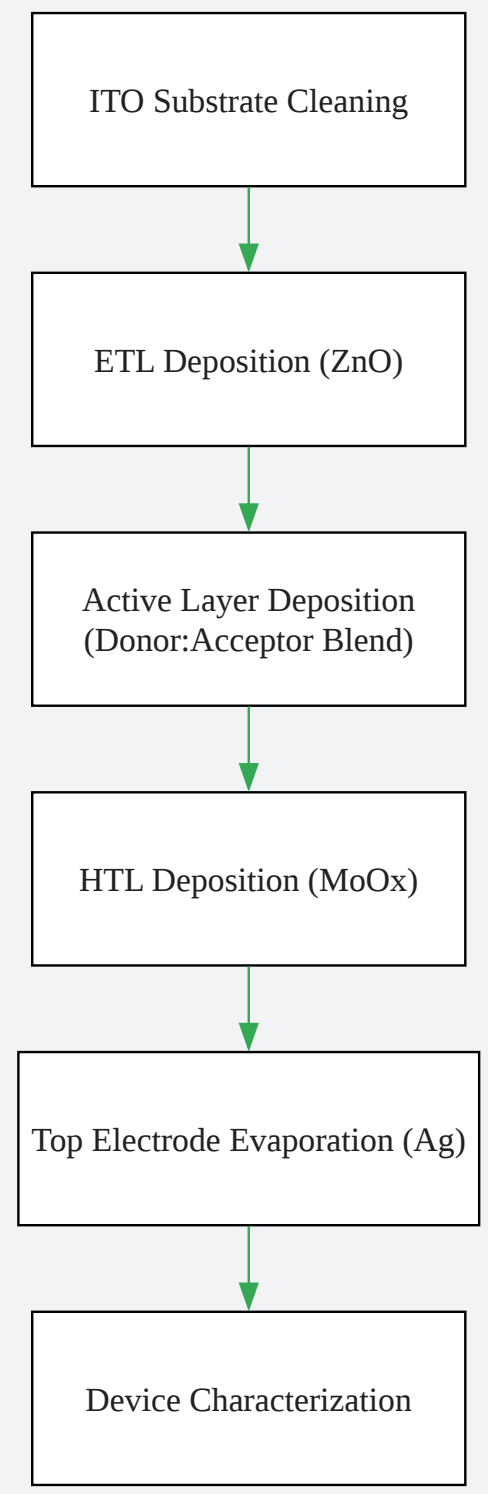 ITO Substrate Cleaning
ETL Deposition (ZnO)
Active Layer Deposition
(Donor:Acceptor Blend)
HTL Deposition (MoOx)
Top Electrode Evaporation (Ag)
Device Characterization